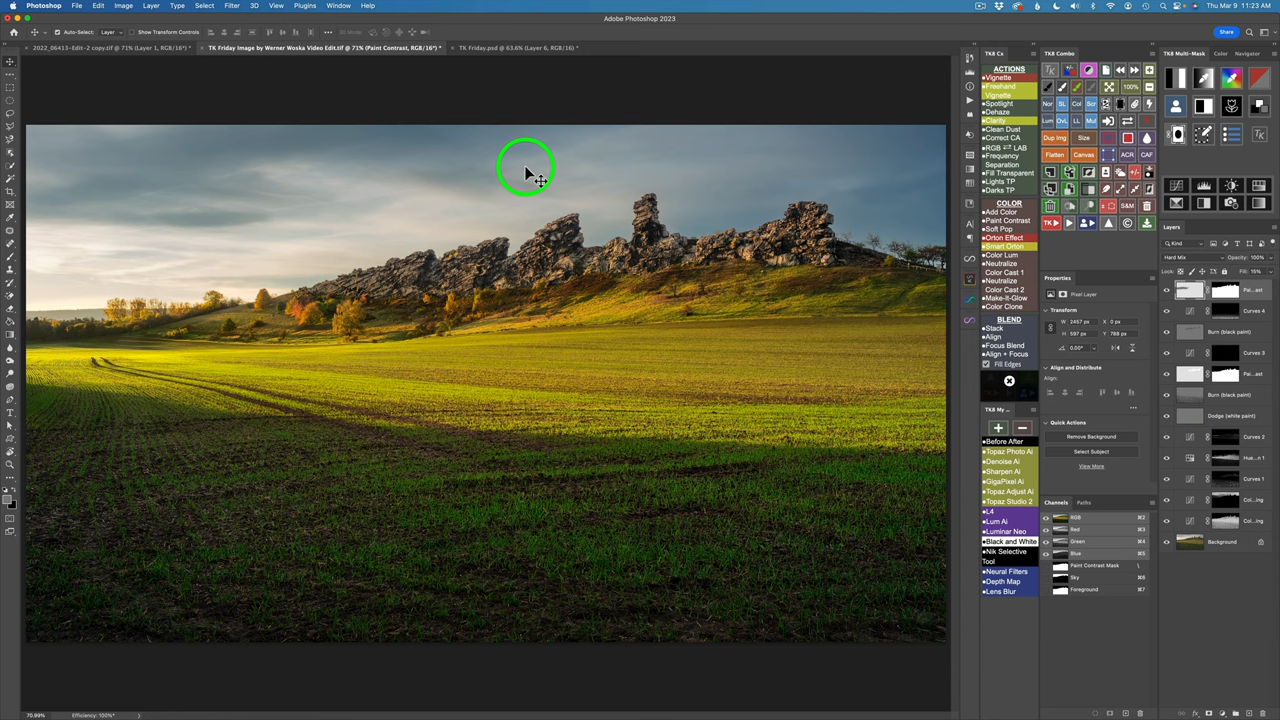 Photoshop File Edit Image Layer Type Select Filter 3D View Plugins Window Help
Thu Mar 9 11:23 AM
Adobe Photoshop 2023
Auto-Select: Layer Show Transform Controls
3D Mode:
Share
2022_06413-Edit-2 copy.tif @ 71% (Layer 1, RGB/16*) *
TK Friday Image by Werner Woska Video Edit.tif @ 71% (Paint Contrast, RGB/16*) *
TK Friday.psd @ 63.6% (Layer 6, RGB/16) *
TK8 Cx
ACTIONS
Vignette
Freehand
Vignette
Spotlight
Dehaze
Clarity
Clean Dust
Correct CA
RGB ⇄ LAB
Frequency
Separation
Fill Transparent
Lights TP
Darks TP
COLOR
Add Color
Paint Contrast
Soft Pop
Orton Effect
Smart Orton
Color Lum
Neutralize
Color Cast 1
Neutralize
Color Cast 2
Make-It-Glow
Color Clone
BLEND
Stack
Align
Focus Blend
Align + Focus
Fill Edges
TK8 My ...
+ −
Before After
Topaz Photo Ai
Denoise Ai
Sharpen Ai
GigaPixel Ai
Topaz Adjust Ai
Topaz Studio 2
L4
Lum Ai
Luminar Neo
Black and White
Nik Selective
Tool
Neural Filters
Depth Map
Lens Blur
TK8 Combo
TK
100%
Nor SL Col Scr
Lum OvL LL Mul
Dup Img Size
Flatten Canvas ACR CAF
+/-
S&M
TK
Properties
Pixel Layer
Transform
W 2457 px X 0 px
H 597 px Y 788 px
0.00°
Align and Distribute
Align:
Quick Actions
Remove Background
Select Subject
View More
Channels Paths
RGB ⌘2
Red ⌘3
Green ⌘4
Blue ⌘5
Paint Contrast Mask \
Sky ⌘6
Foreground ⌘7
TK8 Multi-Mask Color Navigator
TK
Layers
Kind
Hard Mix Opacity: 100%
Lock: Fill: 15%
Pai...ast
Curves 4
Burn (black paint)
Curves 3
Pai...ast
Burn (black paint)
Dodge (white paint)
Curves 2
Hue...n 1
Curves 1
Col...ing
Col...ing
Background
70.99% Efficiency: 100%*